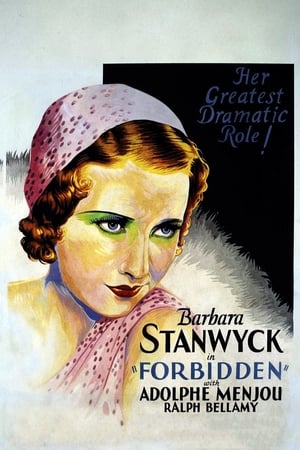 Her
Greatest
Dramatic
Role!
Barbara
STANWYCK
in
"FORBIDDEN"
with
ADOLPHE MENJOU
RALPH BELLAMY